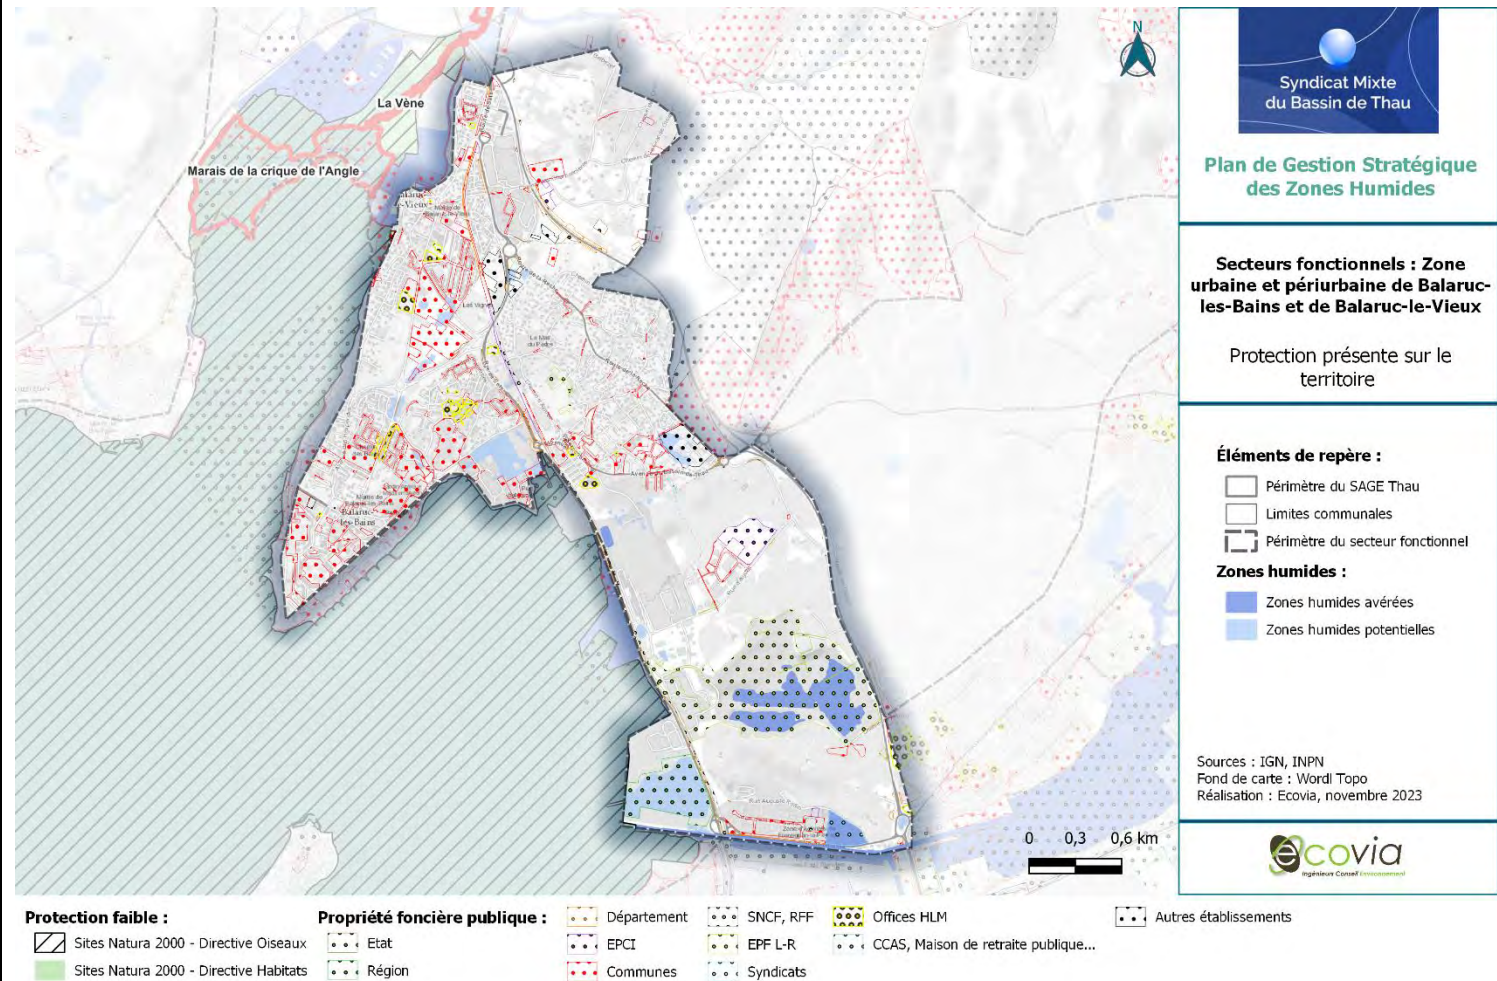 N
La Vène
Marais de la crique de l'Angle
Balaruc-
les-Bains
Syndicat Mixte
du Bassin de Thau
Plan de Gestion Stratégique
des Zones Humides
Secteurs fonctionnels : Zone
urbaine et périurbaine de Balaruc-
les-Bains et de Balaruc-le-Vieux
Protection présente sur le
territoire
Éléments de repère :
Périmètre du SAGE Thau
Limites communales
Périmètre du secteur fonctionnel
Zones humides :
Zones humides avérées
Zones humides potentielles
Sources : IGN, INPN
Fond de carte : Wordl Topo
Réalisation : Ecovia, novembre 2023
0 0,3 0,6 km
ecovia
Ingénieurs Conseil Environnement
Protection faible :
Sites Natura 2000 - Directive Oiseaux
Sites Natura 2000 - Directive Habitats
Propriété foncière publique :
Etat
Région
Département
EPCI
Communes
SNCF, RFF
EPF L-R
Syndicats
Offices HLM
CCAS, Maison de retraite publique...
Autres établissements